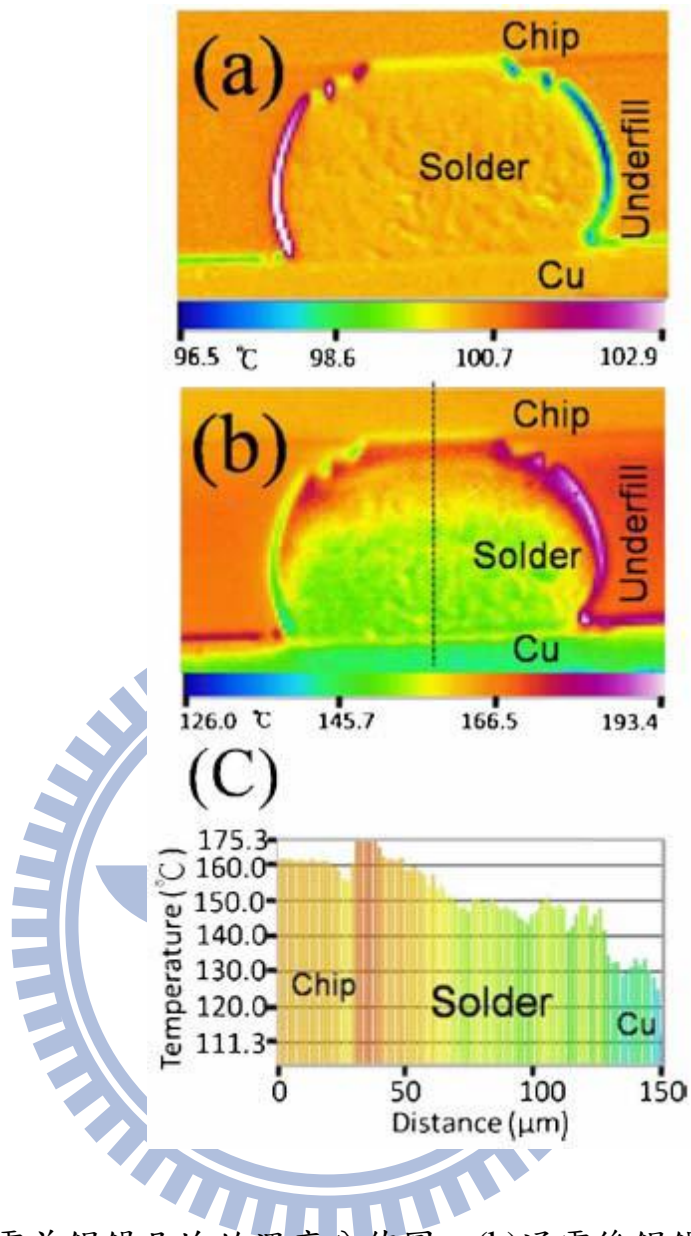 (a)
Chip
Solder
Underfill
Cu
96.5 ℃ 98.6 100.7 102.9
(b)
Chip
Solder
Underfill
Cu
126.0 ℃ 145.7 166.5 193.4
(C)
Temperature (℃)
175.3
160.0
150.0
140.0
130.0
120.0
111.3
Chip
Solder
Cu
0 50 100 150
Distance (μm)